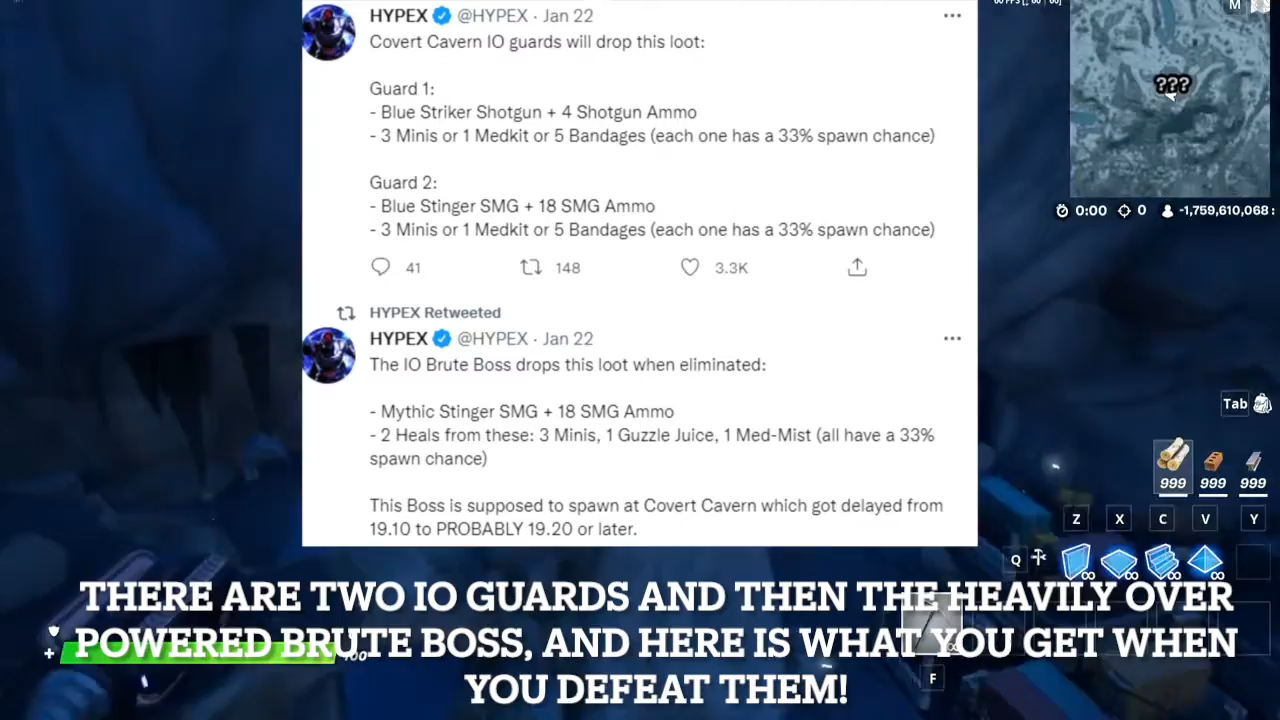 HYPEX @HYPEX · Jan 22
Covert Cavern IO guards will drop this loot:
Guard 1:
- Blue Striker Shotgun + 4 Shotgun Ammo
- 3 Minis or 1 Medkit or 5 Bandages (each one has a 33% spawn chance)
Guard 2:
- Blue Stinger SMG + 18 SMG Ammo
- 3 Minis or 1 Medkit or 5 Bandages (each one has a 33% spawn chance)
41 148 3.3K
HYPEX Retweeted
HYPEX @HYPEX · Jan 22
The IO Brute Boss drops this loot when eliminated:
- Mythic Stinger SMG + 18 SMG Ammo
- 2 Heals from these: 3 Minis, 1 Guzzle Juice, 1 Med-Mist (all have a 33%
spawn chance)
This Boss is supposed to spawn at Covert Cavern which got delayed from
19.10 to PROBABLY 19.20 or later.
M
???
0:00 0 -1,759,610,068 :
Tab
999 999 999
Z X C V Y
Q
THERE ARE TWO IO GUARDS AND THEN THE HEAVILY OVER
POWERED BRUTE BOSS, AND HERE IS WHAT YOU GET WHEN
YOU DEFEAT THEM!
F